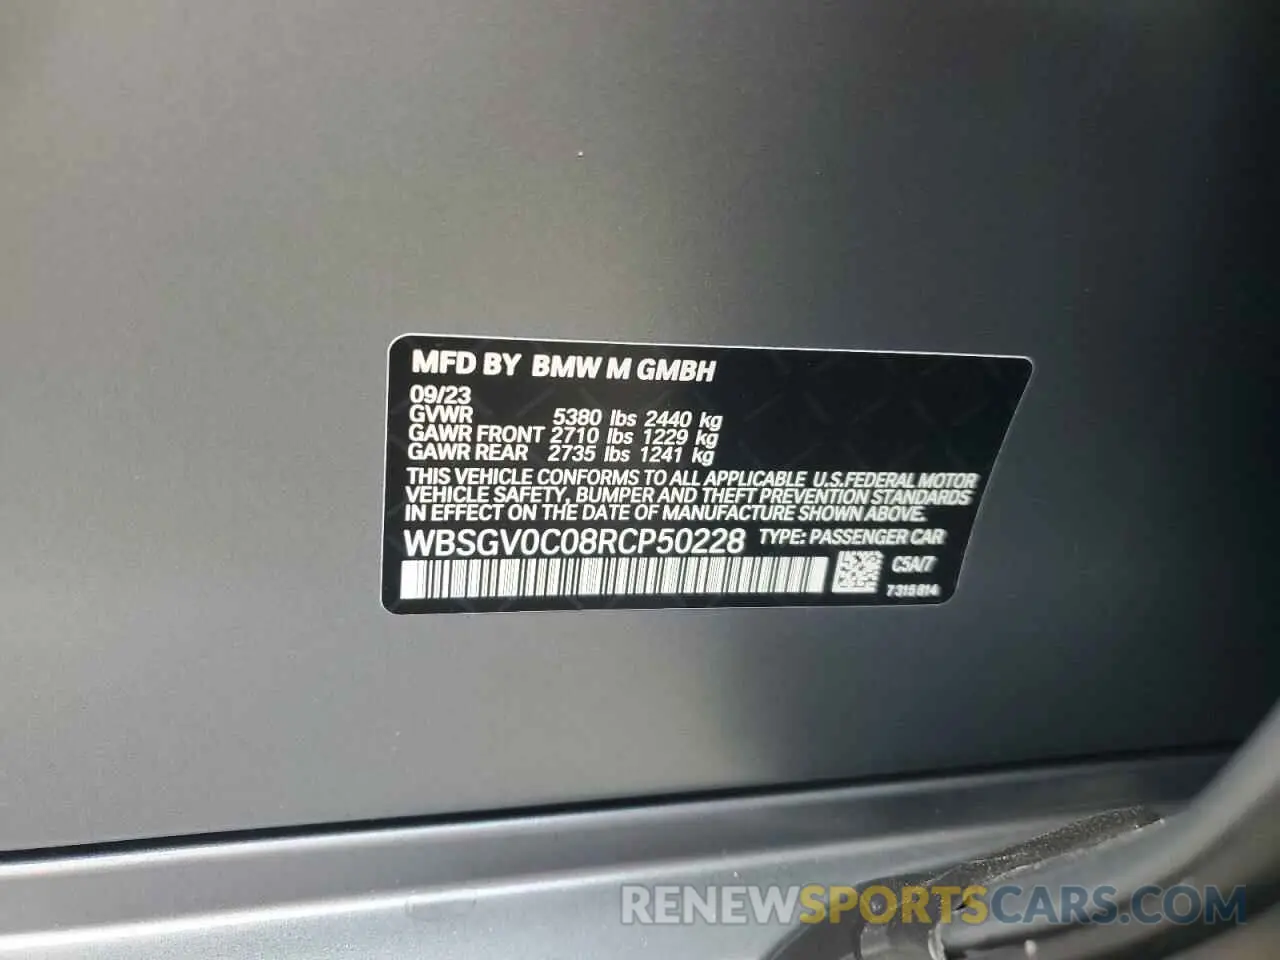 MFD BY BMW M GMBH
09/23
GVWR 5380 lbs 2440 kg
GAWR FRONT 2710 lbs 1229 kg
GAWR REAR 2735 lbs 1241 kg
THIS VEHICLE CONFORMS TO ALL APPLICABLE U.S.FEDERAL MOTOR
VEHICLE SAFETY, BUMPER AND THEFT PREVENTION STANDARDS
IN EFFECT ON THE DATE OF MANUFACTURE SHOWN ABOVE.
WBSGV0C08RCP50228 TYPE: PASSENGER CAR
C5A/7
7315814
RENEWSPORTSCARS.COM